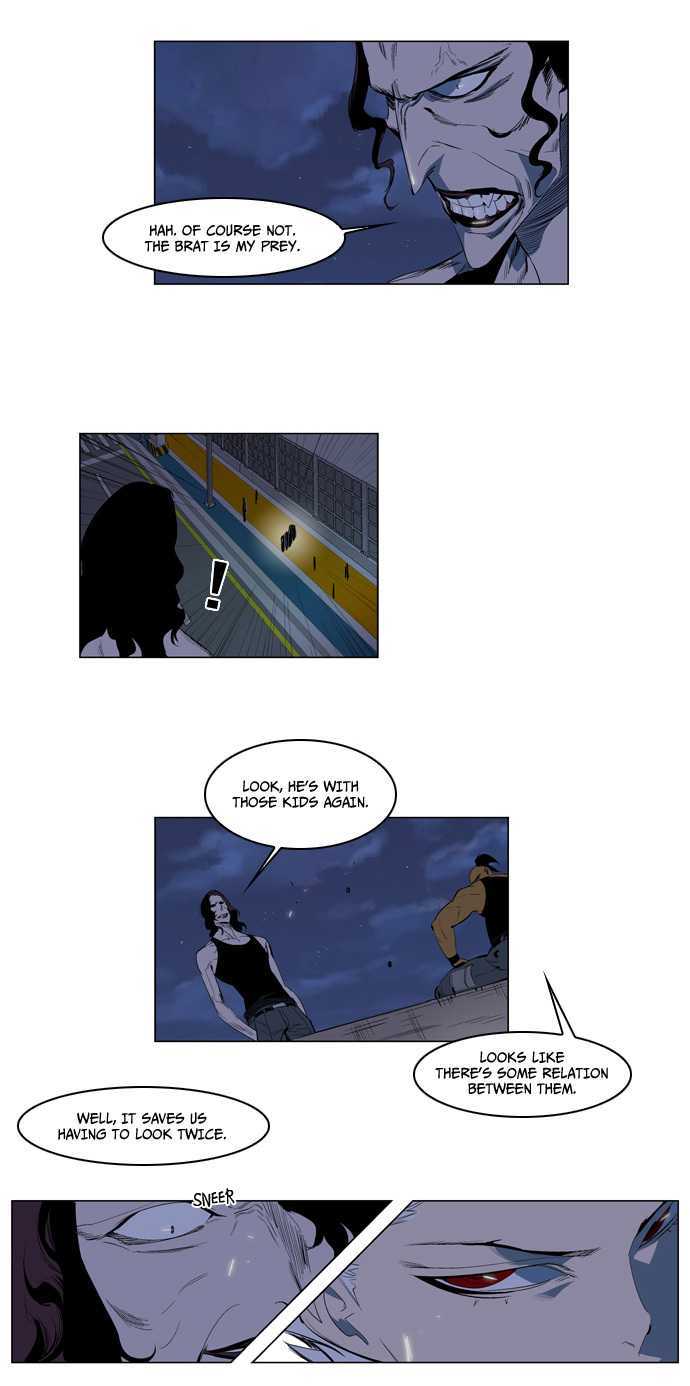 HAH. OF COURSE NOT.
THE BRAT IS MY PREY.
!
LOOK, HE'S WITH
THOSE KIDS AGAIN.
LOOKS LIKE
THERE'S SOME RELATION
BETWEEN THEM.
WELL, IT SAVES US
HAVING TO LOOK TWICE.
SNEER